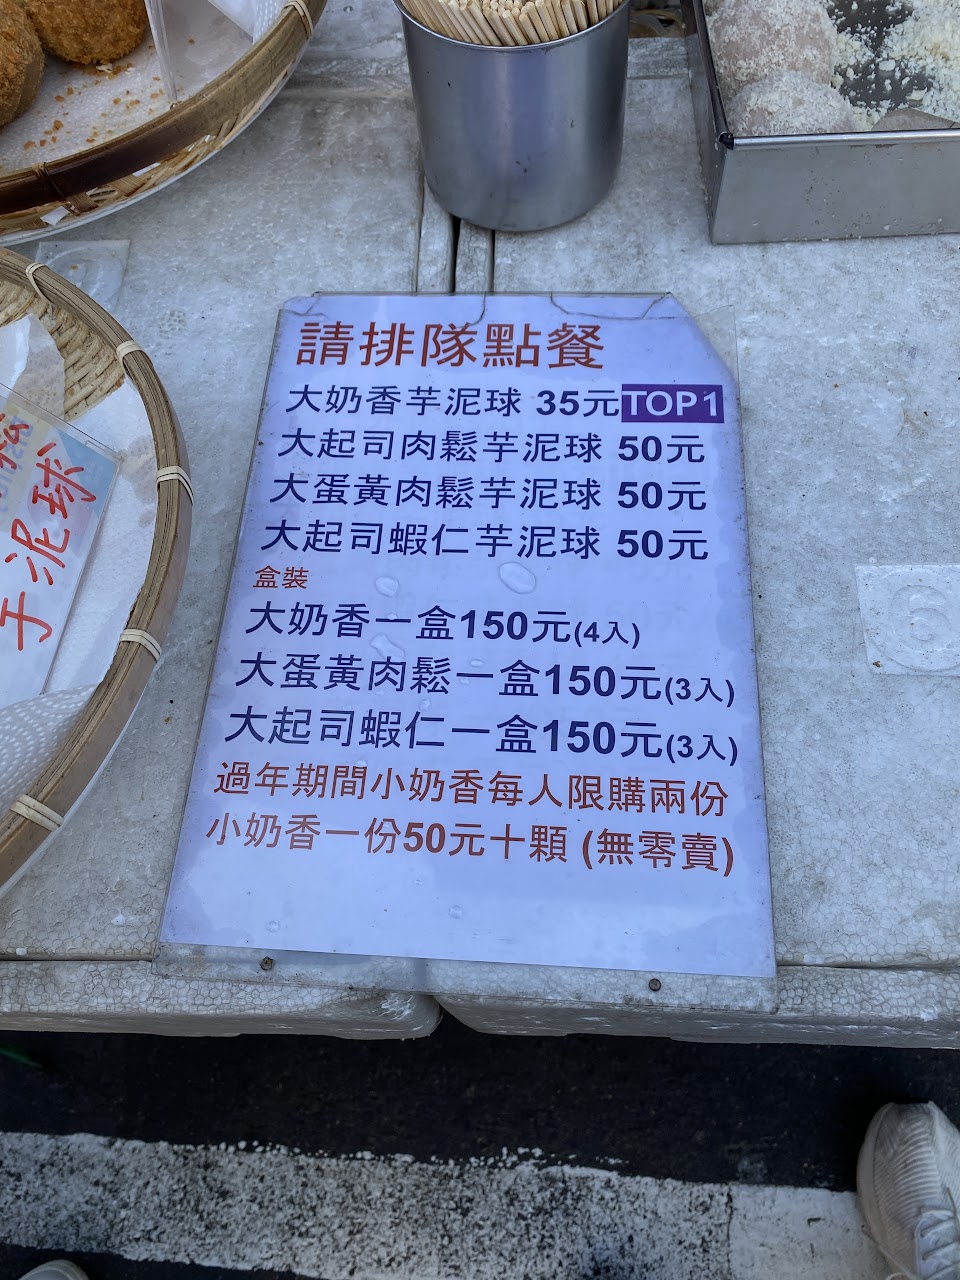 請排隊點餐
大奶香芋泥球 35元TOP1
大起司肉鬆芋泥球 50元
大蛋黃肉鬆芋泥球 50元
大起司蝦仁芋泥球 50元
盒裝
大奶香一盒150元(4入)
大蛋黃肉鬆一盒150元(3入)
大起司蝦仁一盒150元(3入)
過年期間小奶香每人限購兩份
小奶香一份50元十顆 (無零賣)
泥球